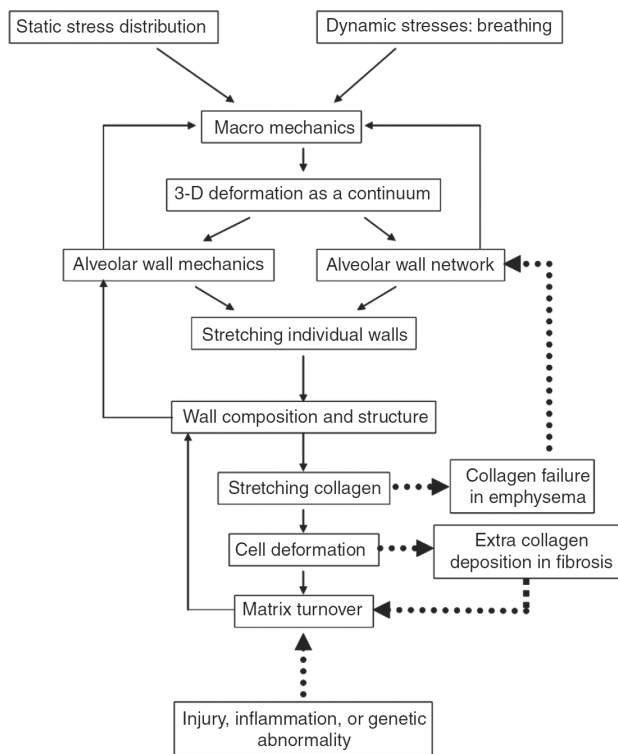 Static stress distribution
Dynamic stresses: breathing
Macro mechanics
3-D deformation as a continuum
Alveolar wall mechanics
Alveolar wall network
Stretching individual walls
Wall composition and structure
Stretching collagen
Collagen failure
in emphysema
Cell deformation
Extra collagen
deposition in fibrosis
Matrix turnover
Injury, inflammation, or genetic
abnormality